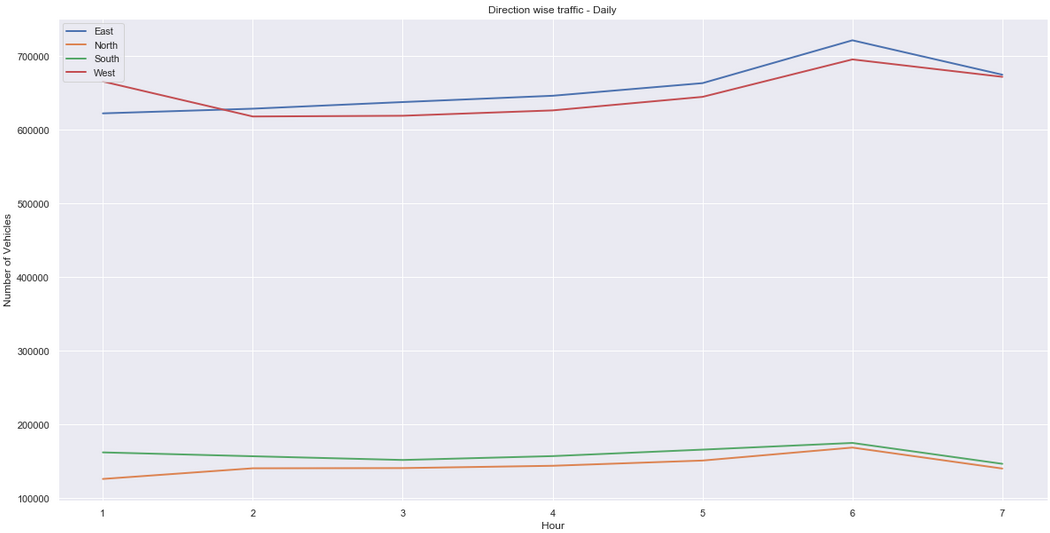 Direction wise traffic - Daily
East
North
South
West
700000
600000
500000
400000
300000
200000
100000
Number of Vehicles
1 2 3 4 5 6 7
Hour